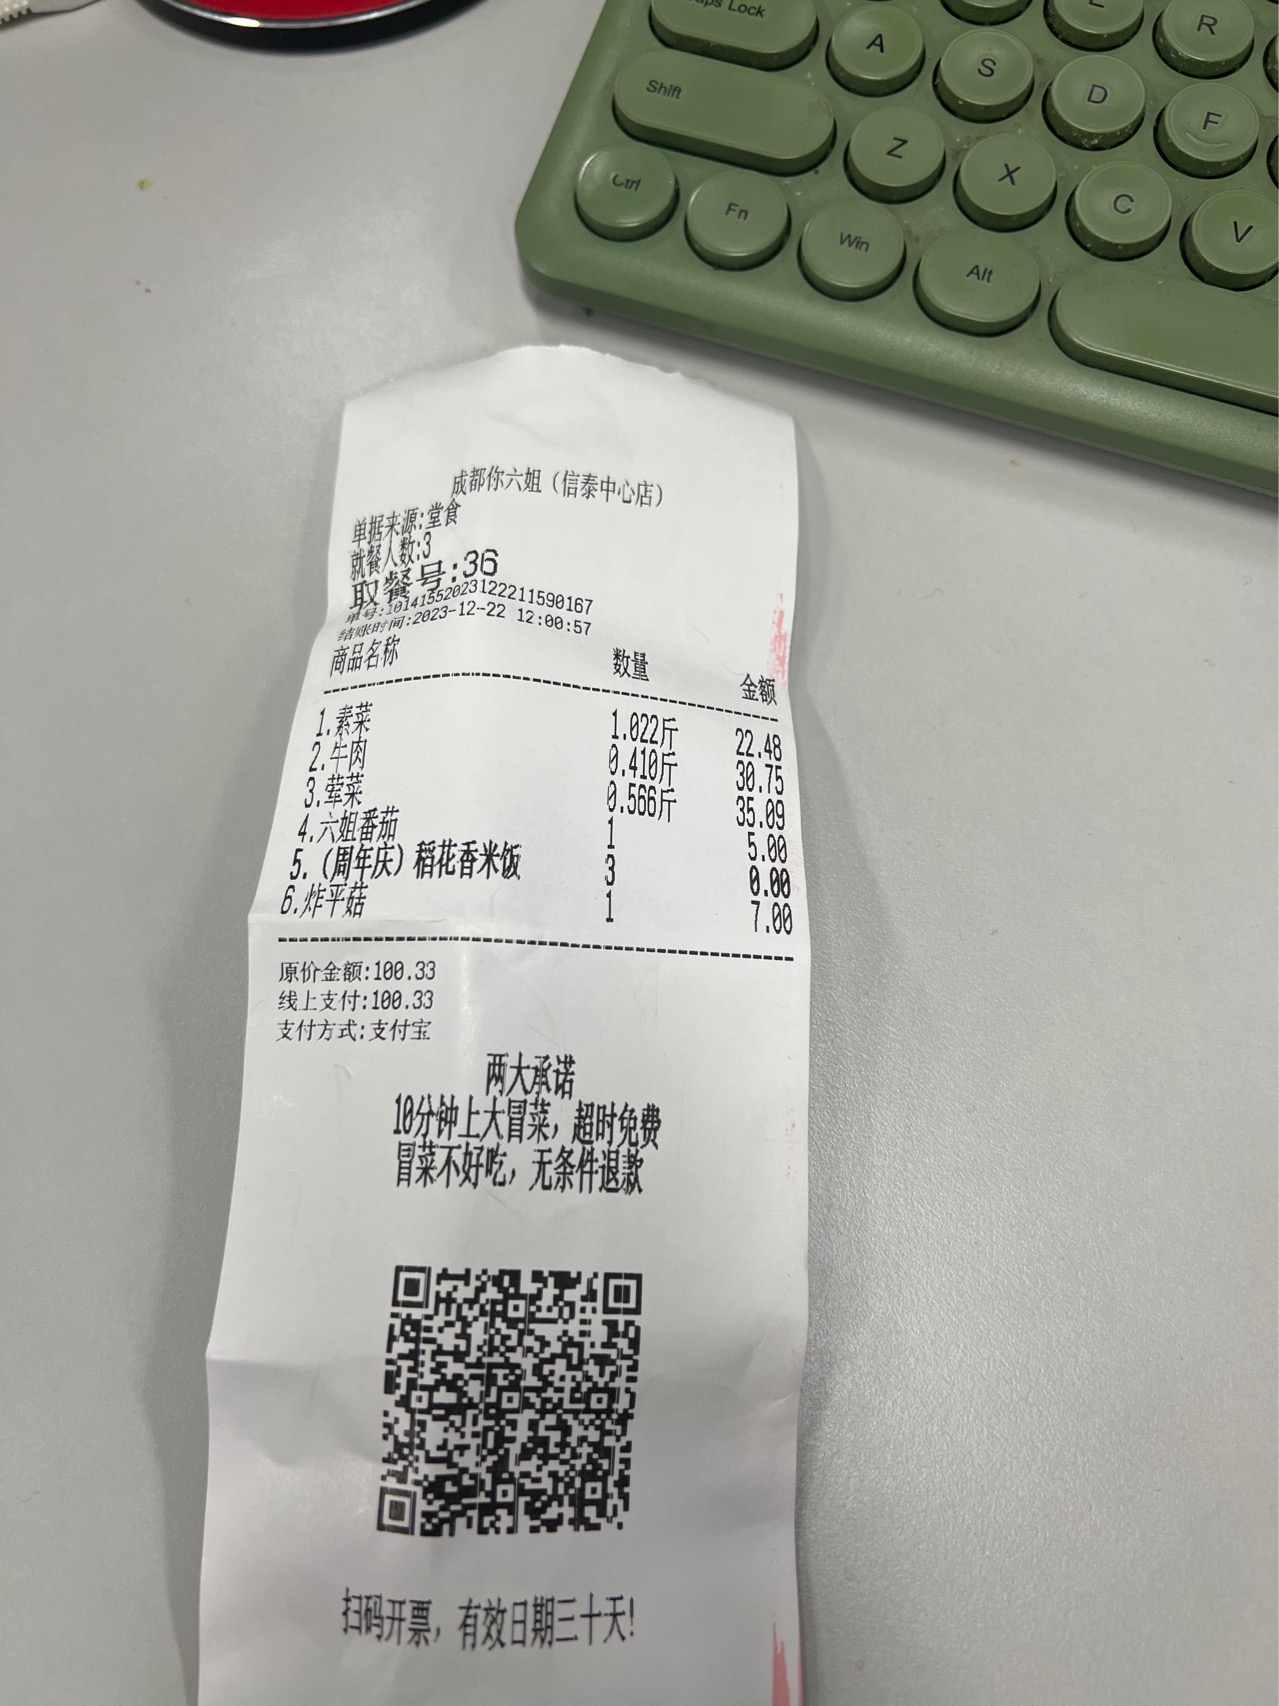 Caps Lock
E
R
A
S
D
F
Shift
Z
X
C
V
Ctrl
Fn
Win
Alt
成都你六姐（信泰中心店）
单据来源:堂食
就餐人数:3
取餐号:36
单号:10141552023122211590167
结账时间:2023-12-22 12:00:57
商品名称 数量 金额
1.素菜 1.022斤 22.48
2.牛肉 0.410斤 30.75
3.荤菜 0.566斤 35.09
4.六姐番茄 1 5.00
5.（周年庆）稻花香米饭 3 0.00
6.炸平菇 1 7.00
原价金额:100.33
线上支付:100.33
支付方式:支付宝
两大承诺
10分钟上大冒菜，超时免费
冒菜不好吃，无条件退款
扫码开票，有效日期三十天!